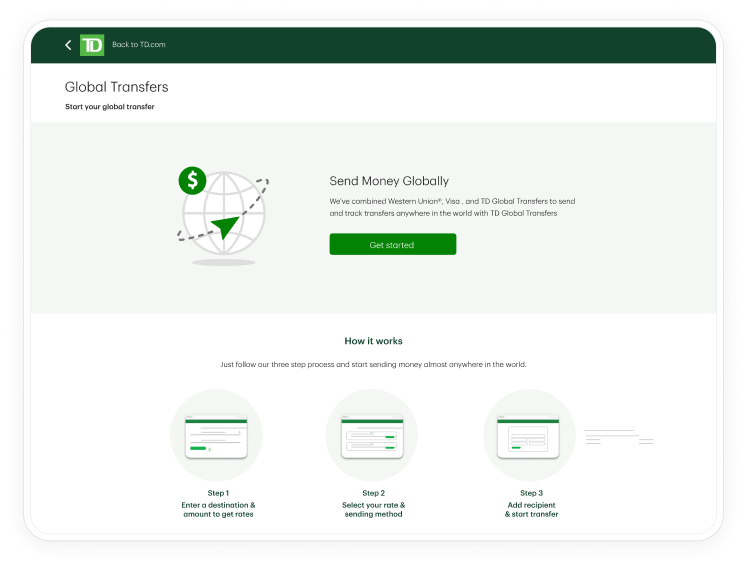 TD Back to TD.com
Global Transfers
Start your global transfer
$
Send Money Globally
We've combined Western Union®, Visa , and TD Global Transfers to send
and track transfers anywhere in the world with TD Global Transfers
Get started
How it works
Just follow our three step process and start sending money almost anywhere in the world.
Step 1
Enter a destination &
amount to get rates
Step 2
Select your rate &
sending method
Step 3
Add recipient
& start transfer